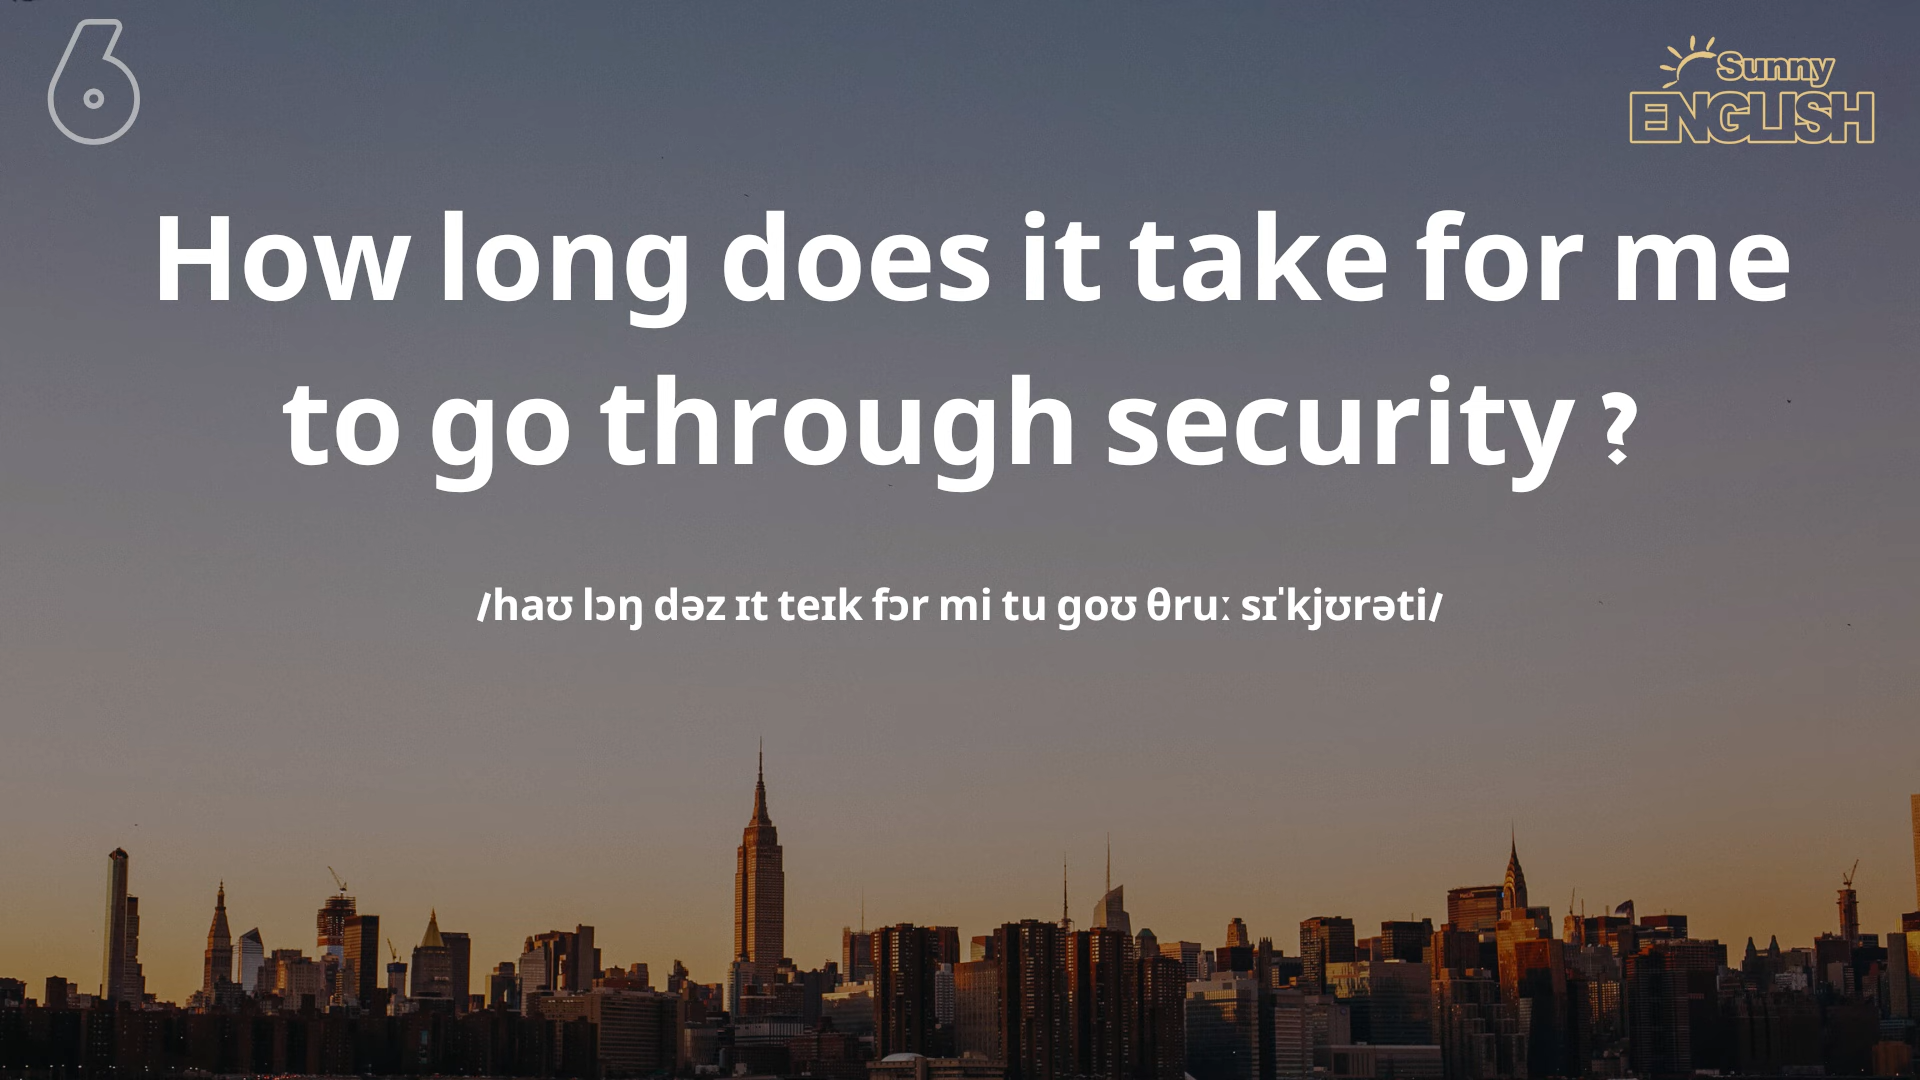 6
Sunny
ENGLISH
How long does it take for me
to go through security ?
/haʊ lɔŋ dəz ɪt teɪk fɔr mi tu goʊ θruː sɪˈkjʊrəti/